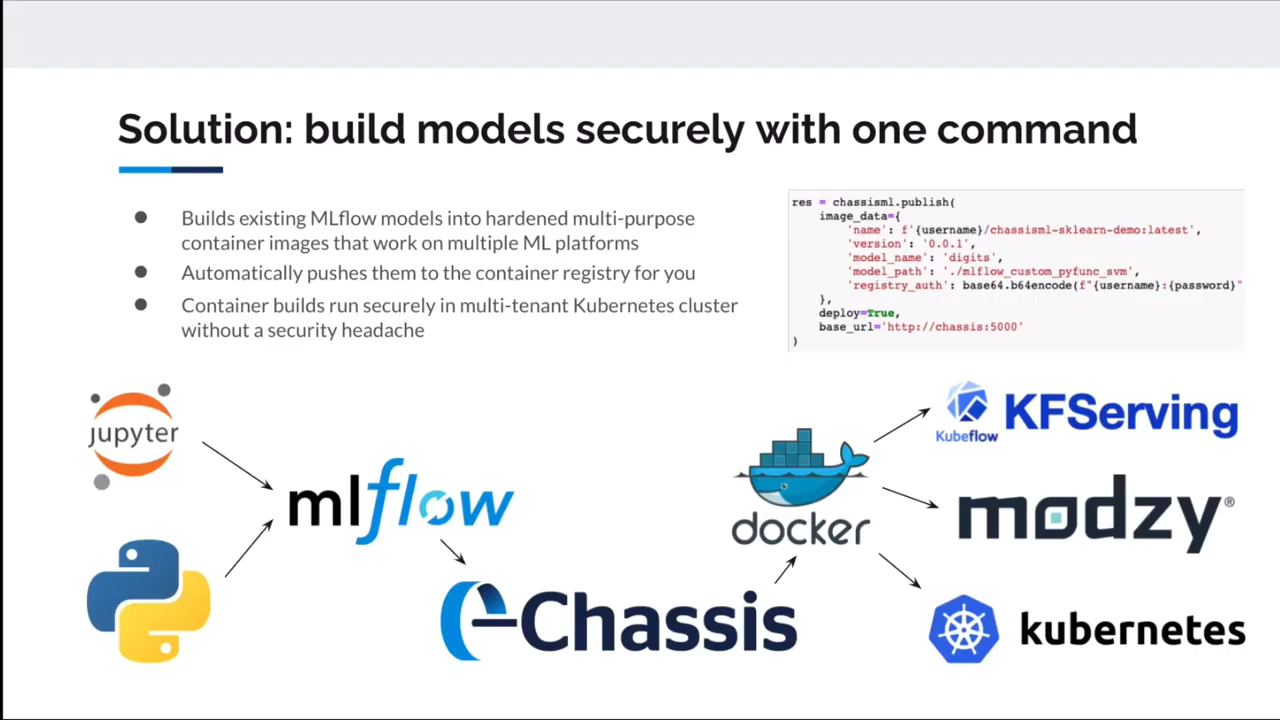 Solution: build models securely with one command
● Builds existing MLflow models into hardened multi-purpose
container images that work on multiple ML platforms
● Automatically pushes them to the container registry for you
● Container builds run securely in multi-tenant Kubernetes cluster
without a security headache
res = chassisml.publish(
    image_data={
        'name': f'{username}/chassisml-sklearn-demo:latest',
        'version': '0.0.1',
        'model_name': 'digits',
        'model_path': './mlflow_custom_pyfunc_svm',
        'registry_auth': base64.b64encode(f"{username}:{password}"
    },
    deploy=True,
    base_url='http://chassis:5000'
)
jupyter
mlflow
Chassis
docker
Kubeflow
KFServing
modzy®
kubernetes